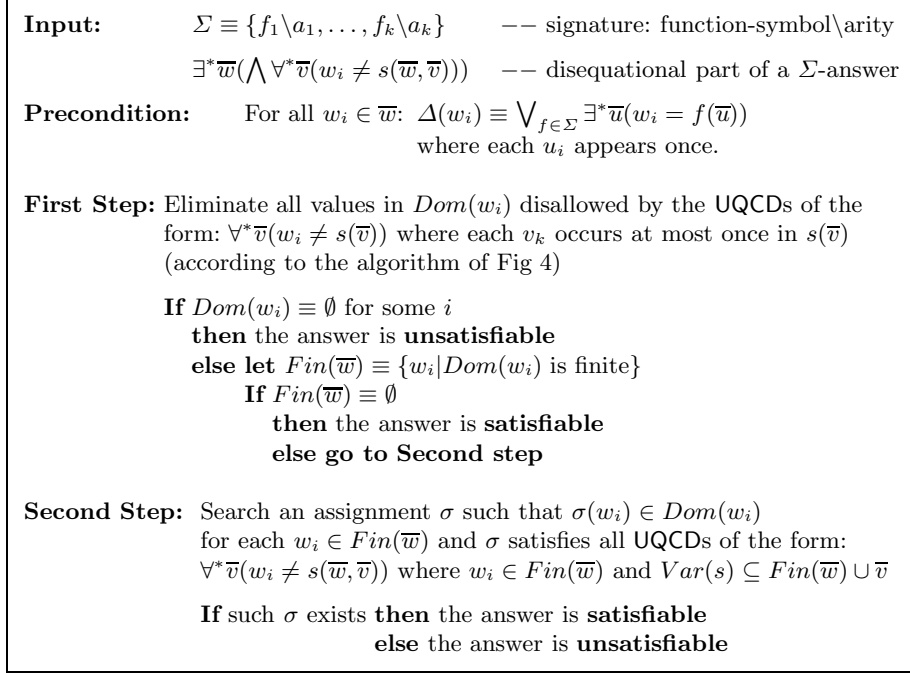 Input: Σ ≡ {f₁\a₁, . . . , fₖ\aₖ} −− signature: function-symbol\arity
∃*w̅(⋀ ∀*v̅(wᵢ ≠ s(w̅, v̅))) −− disequational part of a Σ-answer
Precondition: For all wᵢ ∈ w̅: Δ(wᵢ) ≡ ⋁_{f∈Σ} ∃*u̅(wᵢ = f(u̅))
where each uᵢ appears once.
First Step: Eliminate all values in Dom(wᵢ) disallowed by the UQCDs of the
form: ∀*v̅(wᵢ ≠ s(v̅)) where each vₖ occurs at most once in s(v̅)
(according to the algorithm of Fig 4)
If Dom(wᵢ) ≡ ∅ for some i
then the answer is unsatisfiable
else let Fin(w̅) ≡ {wᵢ|Dom(wᵢ) is finite}
If Fin(w̅) ≡ ∅
then the answer is satisfiable
else go to Second step
Second Step: Search an assignment σ such that σ(wᵢ) ∈ Dom(wᵢ)
for each wᵢ ∈ Fin(w̅) and σ satisfies all UQCDs of the form:
∀*v̅(wᵢ ≠ s(w̅, v̅)) where wᵢ ∈ Fin(w̅) and Var(s) ⊆ Fin(w̅) ∪ v̅
If such σ exists then the answer is satisfiable
else the answer is unsatisfiable